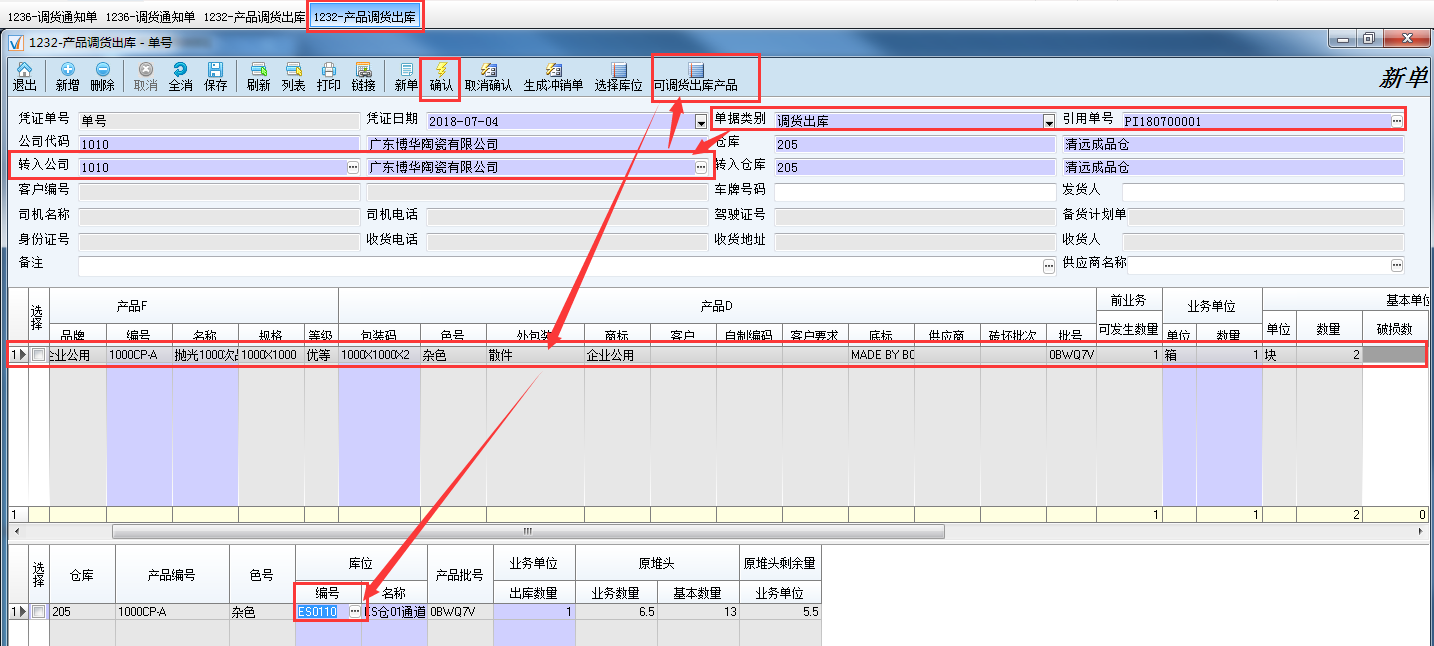 1236-调货通知单 1236-调货通知单 1232-产品调货出库 1232-产品调货出库
1232-产品调货出库 - 单号
退出 新增 删除 取消 全消 保存 刷新 列表 打印 链接 新单 确认 取消确认 生成冲销单 选择库位 可调货出库产品 新单
凭证单号 单号 凭证日期 2018-07-04 单据类别 调货出库 引用单号 PI180700001
公司代码 1010 广东博华陶瓷有限公司 仓库 205 清远成品仓
转入公司 1010 广东博华陶瓷有限公司 转入仓库 205 清远成品仓
客户编号 车牌号码 发货人
司机名称 司机电话 驾驶证号 备货计划单
身份证号 收货电话 收货地址 收货人
备注 供应商名称
选择 产品F 产品D 前业务 业务单位 基本单位
品牌 编号 名称 规格 等级 包装码 色号 外包装 商标 客户 自制编码 客户要求 底标 供应商 破坏批次 批号 可发生数量 单位 数量 单位 数量 破损数
1 企业公用 1000CP-A 抛光1000次品 1000X1000 优等 1000X1000X2 杂色 散件 企业公用 MADE BY BO 0BWQ7V 1 箱 1 块 2
1 1 1 2 0
选择 仓库 产品编号 色号 库位 产品批号 业务单位 原堆头 原堆头剩余量
编号 名称 出库数量 业务数量 基本数量 业务单位
1 205 1000CP-A 杂色 ES0110 ES仓01通道 0BWQ7V 1 6.5 13 5.5